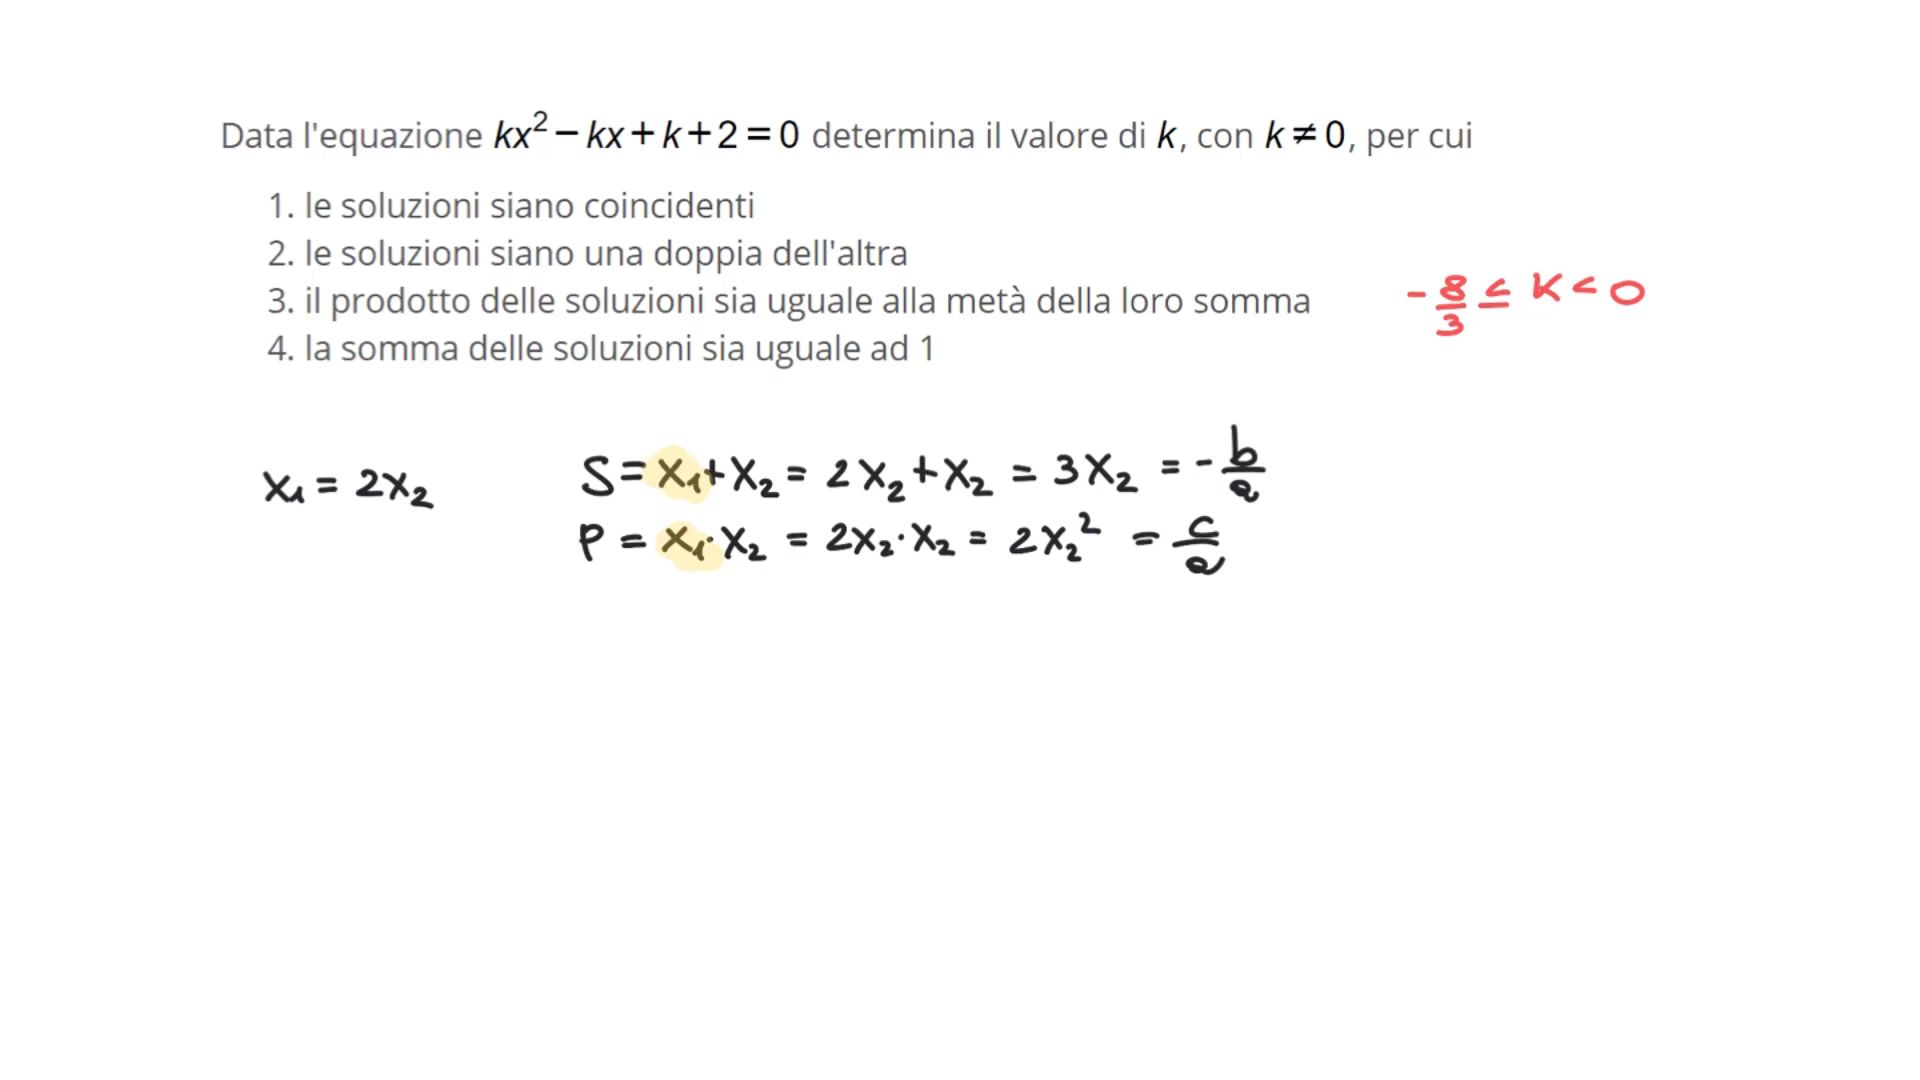 Data l'equazione kx² − kx + k + 2 = 0 determina il valore di k, con k ≠ 0, per cui
1. le soluzioni siano coincidenti
2. le soluzioni siano una doppia dell'altra
3. il prodotto delle soluzioni sia uguale alla metà della loro somma
-8/3 ≤ K < 0
4. la somma delle soluzioni sia uguale ad 1
x₁ = 2x₂
S = x₁ + x₂ = 2x₂ + x₂ = 3x₂ = -b/a
P = x₁ · x₂ = 2x₂ · x₂ = 2x₂² = c/a